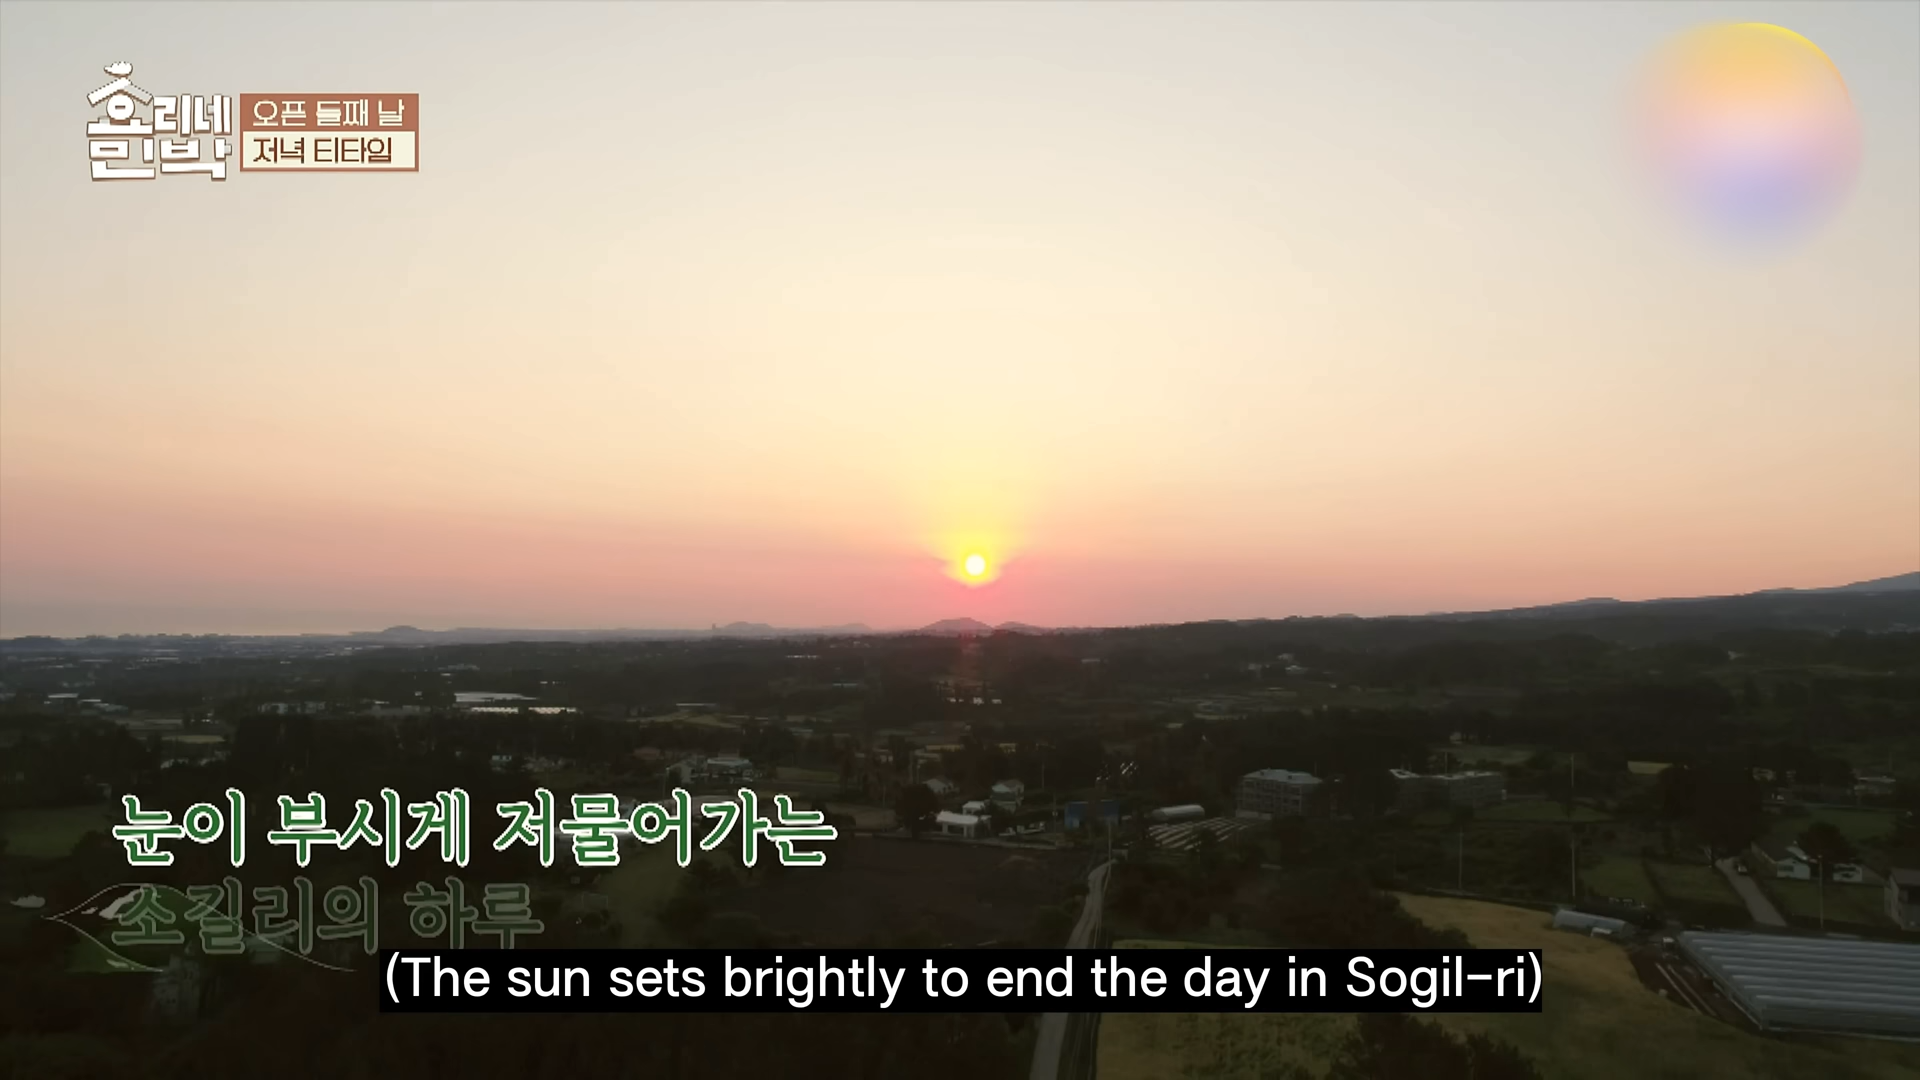 효리네
민박
오픈 둘째 날
저녁 티타임
눈이 부시게 저물어가는
소길리의 하루
(The sun sets brightly to end the day in Sogil-ri)